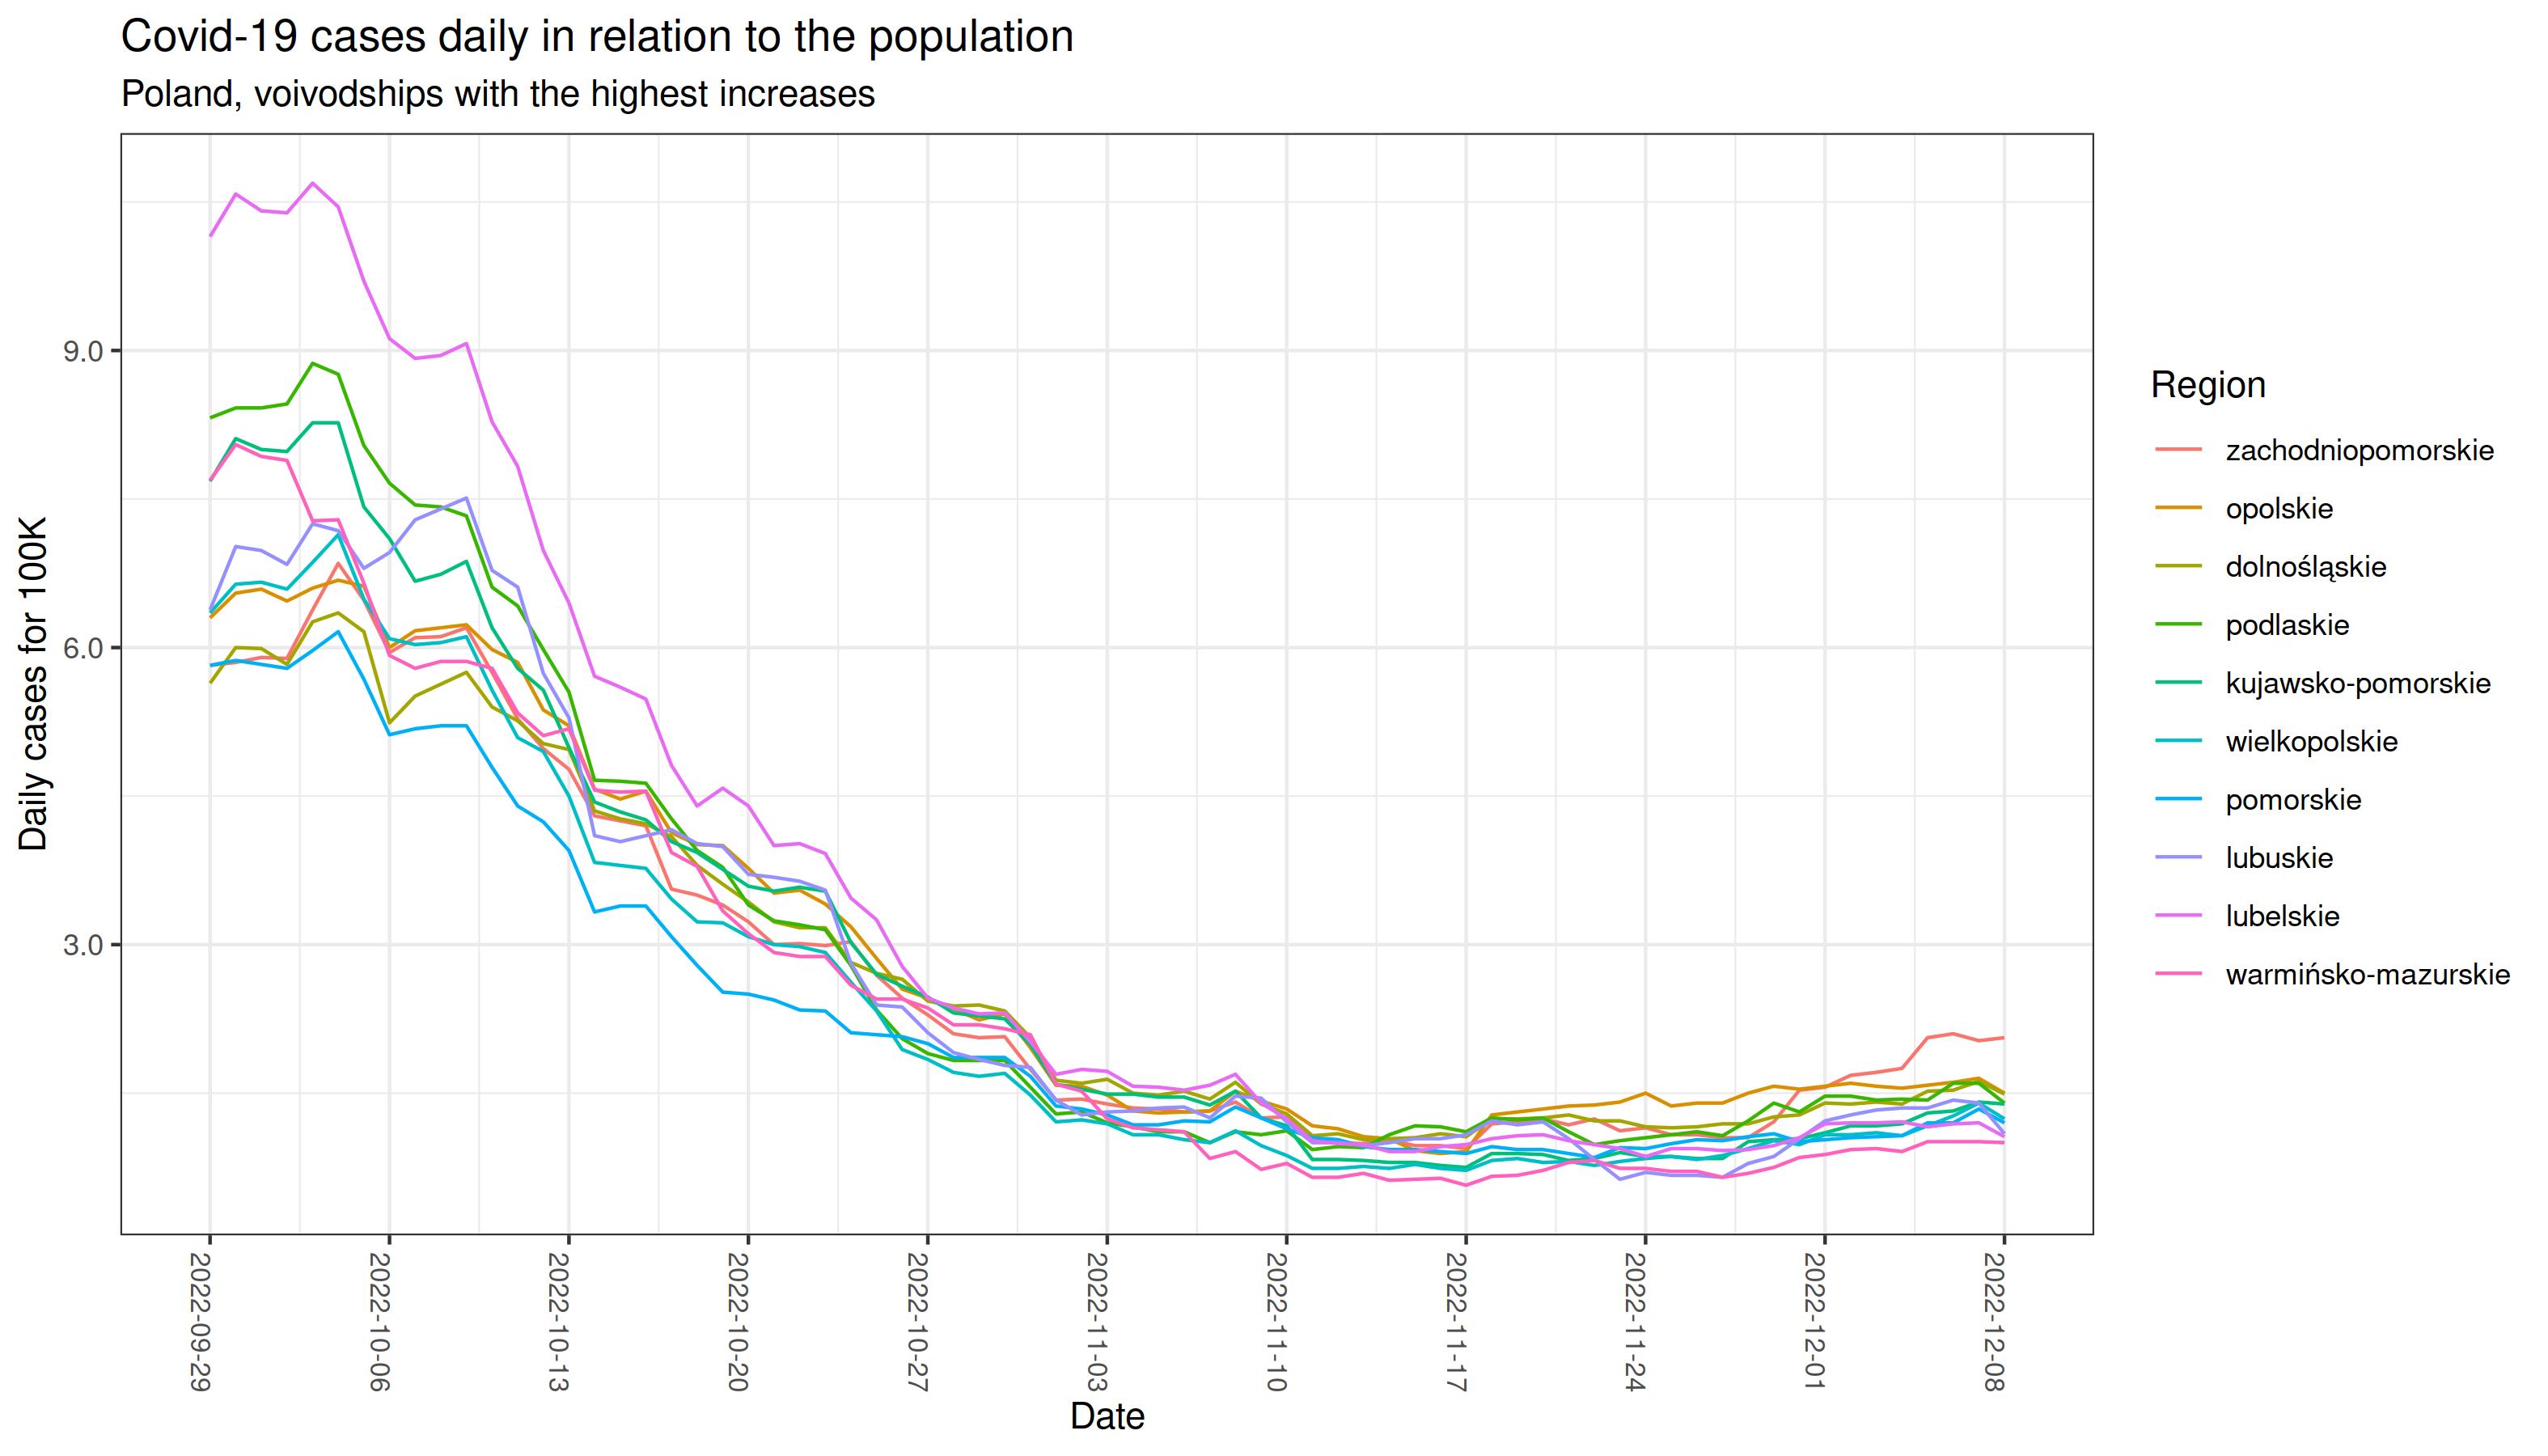 Covid-19 cases daily in relation to the population
Poland, voivodships with the highest increases
Daily cases for 100K
9.0
6.0
3.0
2022-09-29
2022-10-06
2022-10-13
2022-10-20
2022-10-27
2022-11-03
2022-11-10
2022-11-17
2022-11-24
2022-12-01
2022-12-08
Date
Region
zachodniopomorskie
opolskie
dolnośląskie
podlaskie
kujawsko-pomorskie
wielkopolskie
pomorskie
lubuskie
lubelskie
warmińsko-mazurskie